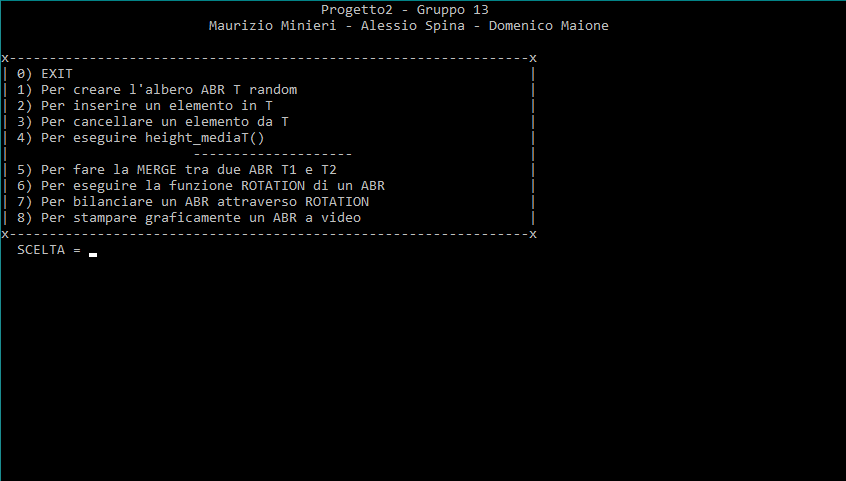 Progetto2 - Gruppo 13
Maurizio Minieri - Alessio Spina - Domenico Maione
x-----------------------------------------------------------------x
| 0) EXIT |
| 1) Per creare l'albero ABR T random |
| 2) Per inserire un elemento in T |
| 3) Per cancellare un elemento da T |
| 4) Per eseguire height_mediaT() |
| -------------------- |
| 5) Per fare la MERGE tra due ABR T1 e T2 |
| 6) Per eseguire la funzione ROTATION di un ABR |
| 7) Per bilanciare un ABR attraverso ROTATION |
| 8) Per stampare graficamente un ABR a video |
x-----------------------------------------------------------------x
SCELTA =